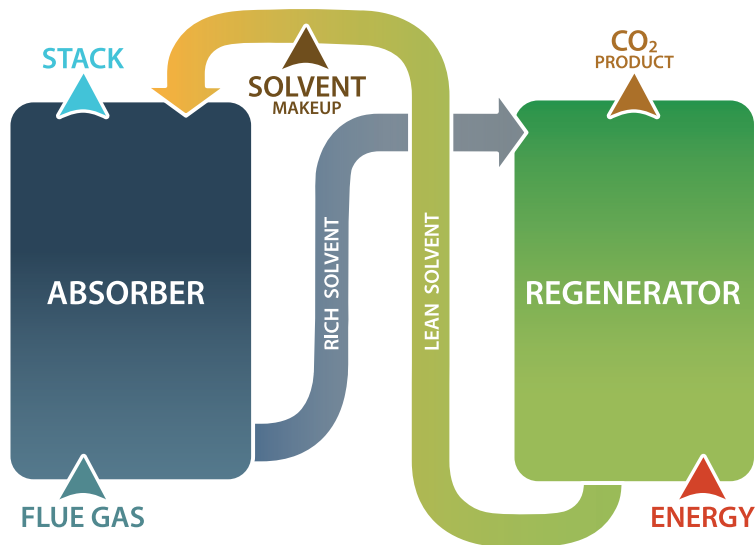 STACK
SOLVENT
MAKEUP
CO₂
PRODUCT
ABSORBER
RICH SOLVENT
LEAN SOLVENT
REGENERATOR
FLUE GAS
ENERGY